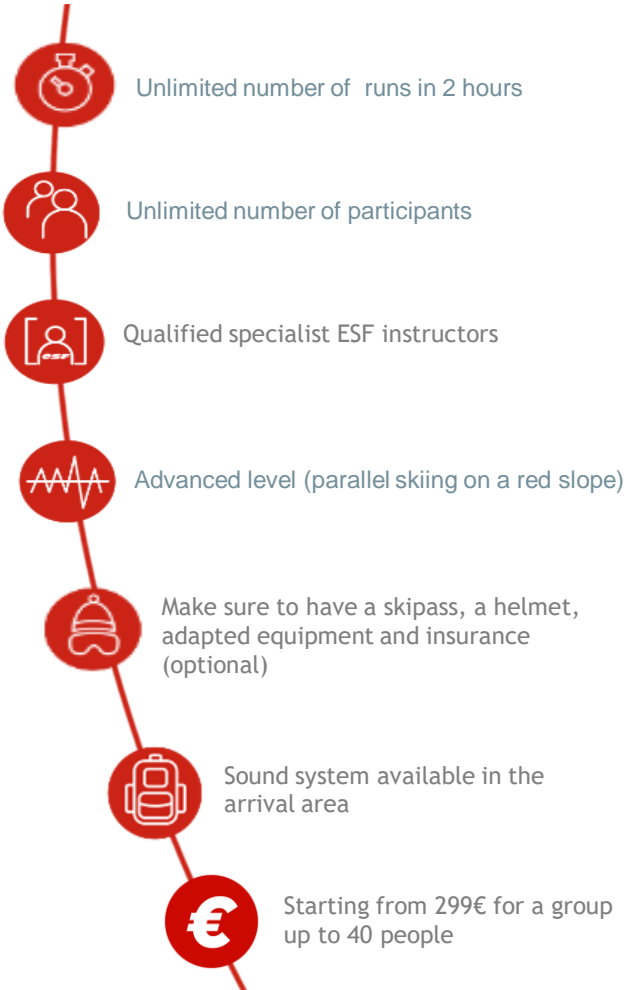 Unlimited number of  runs in 2 hours
Unlimited number of participants
esf
Qualified specialist ESF instructors
Advanced level (parallel skiing on a red slope)
Make sure to have a skipass, a helmet,
adapted equipment and insurance
(optional)
Sound system available in the
arrival area
€
Starting from 299€ for a group
up to 40 people